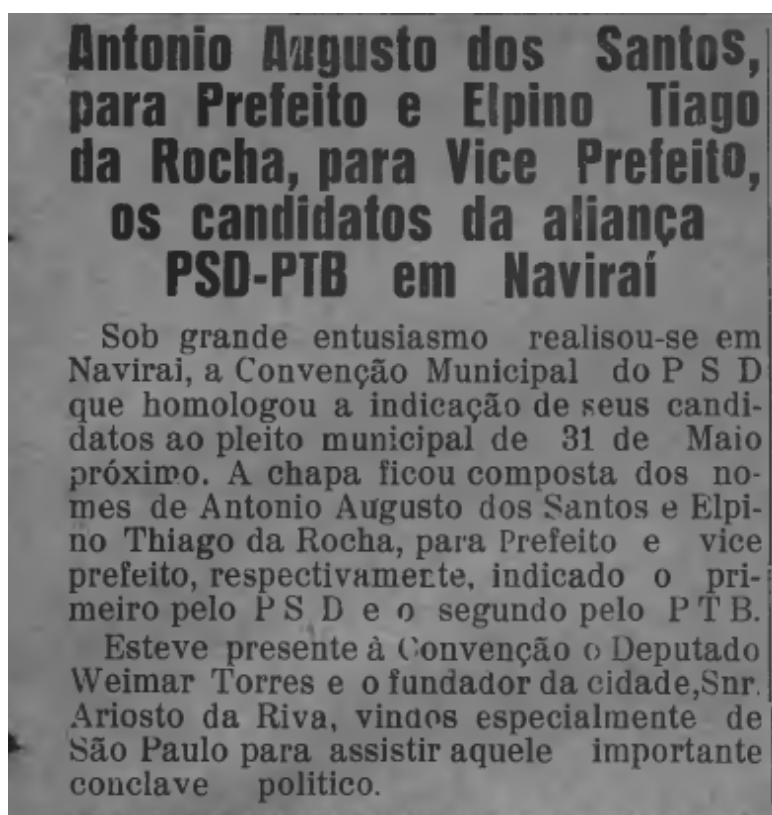 Antonio Augusto dos Santos,
para Prefeito e Elpino Tiago
da Rocha, para Vice Prefeito,
os candidatos da aliança
PSD-PTB em Naviraí
Sob grande entusiasmo realisou-se em
Navirai, a Convenção Municipal do P S D
que homologou a indicação de seus candi-
datos ao pleito municipal de 31 de Maio
próximo. A chapa ficou composta dos no-
mes de Antonio Augusto dos Santos e Elpi-
no Thiago da Rocha, para Prefeito e vice
prefeito, respectivamente, indicado o pri-
meiro pelo P S D e o segundo pelo P T B.
Esteve presente à Convenção o Deputado
Weimar Torres e o fundador da cidade,Snr.
Ariosto da Riva, vindos especialmente de
São Paulo para assistir aquele importante
conclave politico.